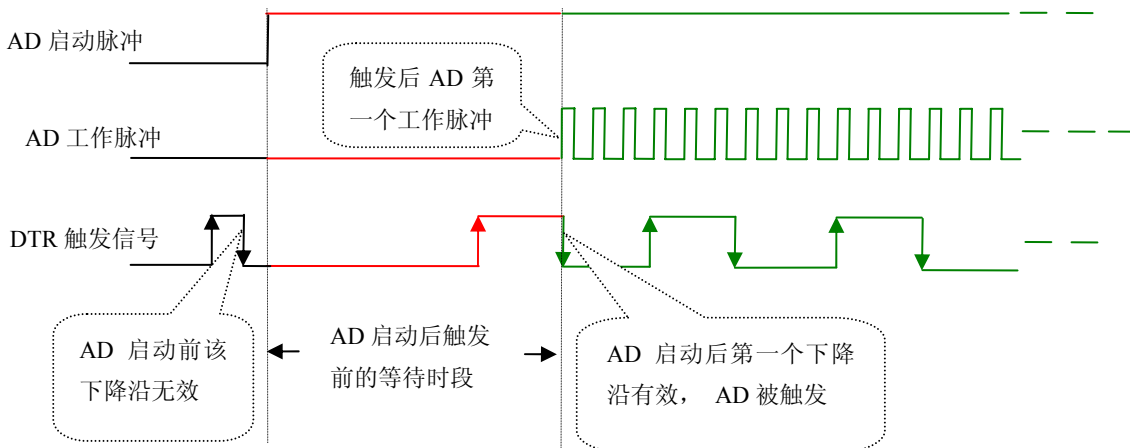 AD 启动脉冲
触发后 AD 第
一个工作脉冲
AD 工作脉冲
DTR 触发信号
AD 启动前该
下降沿无效
AD 启动后触发
前的等待时段
AD 启动后第一个下降
沿有效， AD 被触发